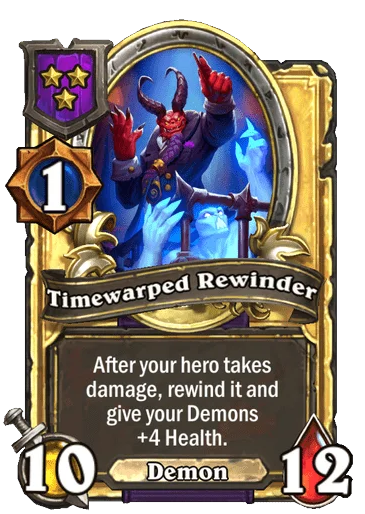 1
Timewarped Rewinder
After your hero takes
damage, rewind it and
give your Demons
+4 Health.
10
Demon
12